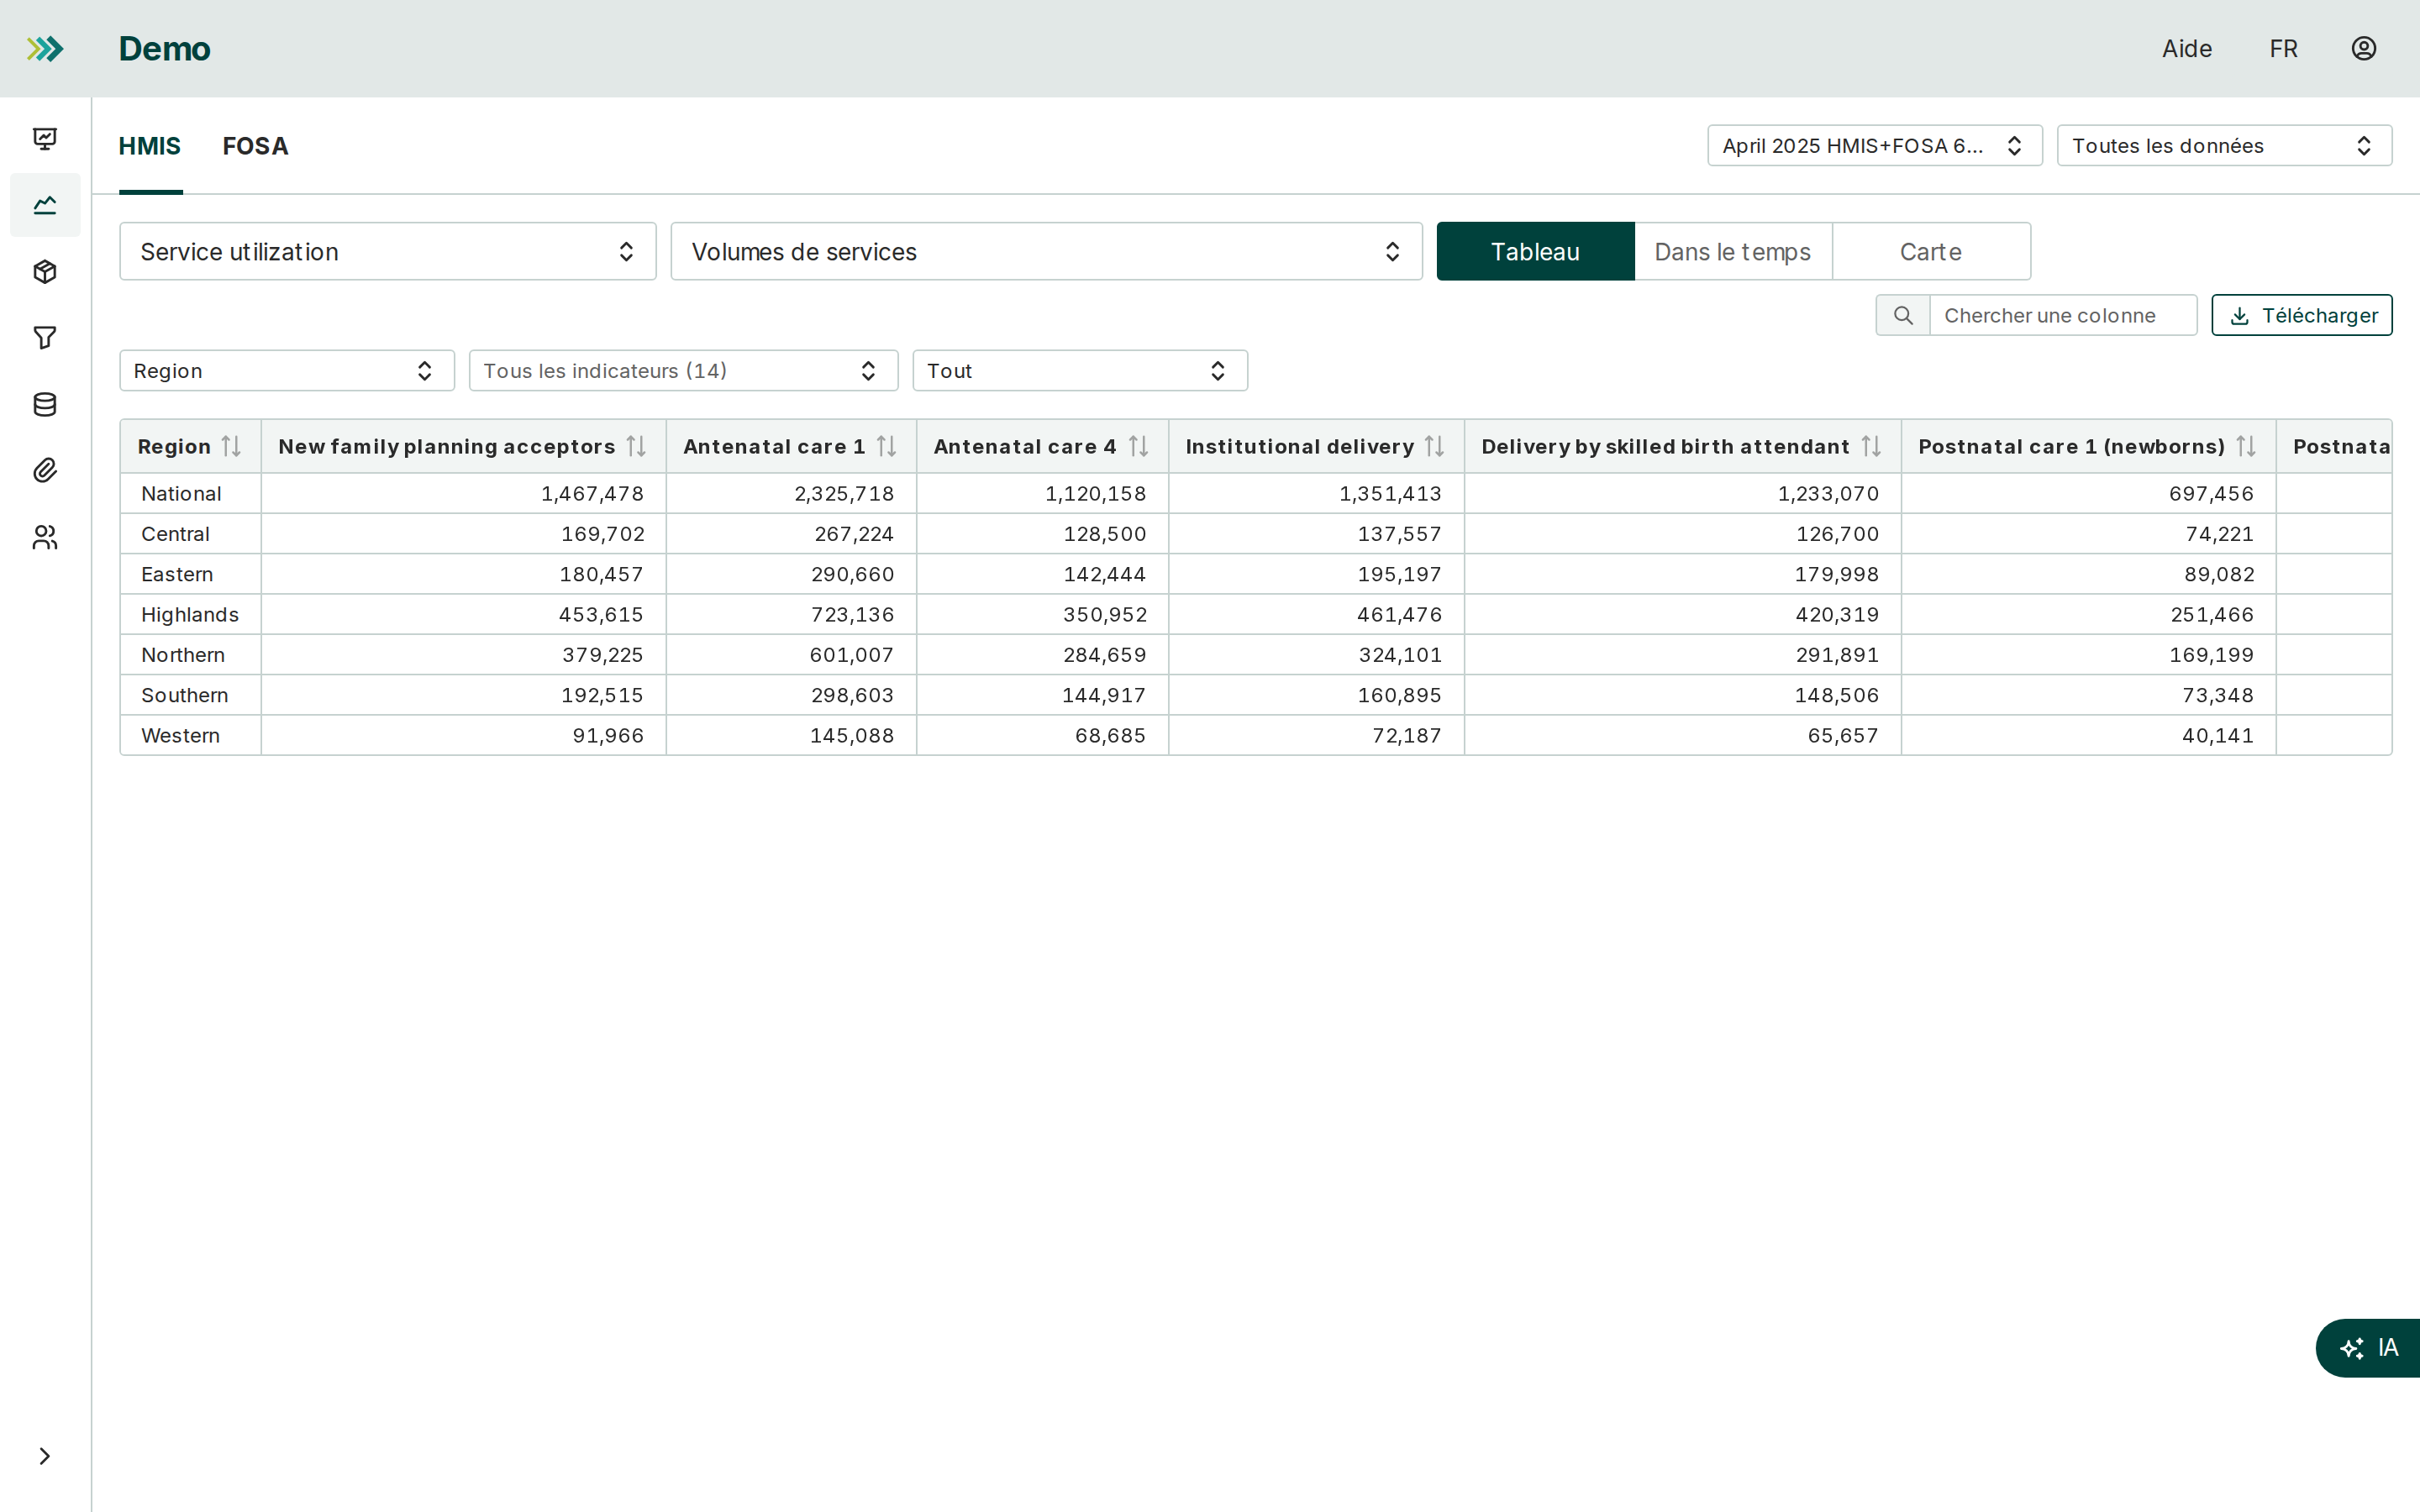 Demo
Aide
FR
HMIS
FOSA
April 2025 HMIS+FOSA 6...
Toutes les données
Service utilization
Volumes de services
Tableau
Dans le temps
Carte
Chercher une colonne
Télécharger
Region
Tous les indicateurs (14)
Tout
Region New family planning acceptors Antenatal care 1 Antenatal care 4 Institutional delivery Delivery by skilled birth attendant Postnatal care 1 (newborns) Postnata
National 1,467,478 2,325,718 1,120,158 1,351,413 1,233,070 697,456
Central 169,702 267,224 128,500 137,557 126,700 74,221
Eastern 180,457 290,660 142,444 195,197 179,998 89,082
Highlands 453,615 723,136 350,952 461,476 420,319 251,466
Northern 379,225 601,007 284,659 324,101 291,891 169,199
Southern 192,515 298,603 144,917 160,895 148,506 73,348
Western 91,966 145,088 68,685 72,187 65,657 40,141
IA